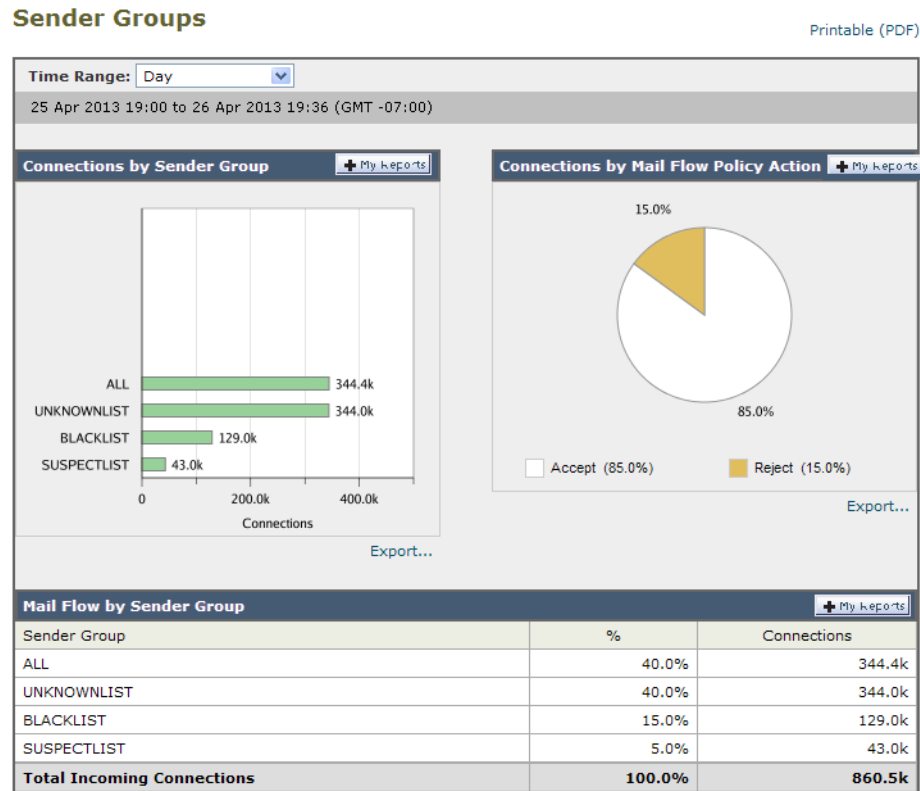 Sender Groups
Printable (PDF)
Time Range: Day
25 Apr 2013 19:00 to 26 Apr 2013 19:36 (GMT -07:00)
Connections by Sender Group
My Reports
ALL
344.4k
UNKNOWNLIST
344.0k
BLACKLIST
129.0k
SUSPECTLIST
43.0k
0 200.0k 400.0k
Connections
Export...
Connections by Mail Flow Policy Action
My Reports
15.0%
85.0%
Accept (85.0%) Reject (15.0%)
Export...
Mail Flow by Sender Group
My Reports
Sender Group % Connections
ALL 40.0% 344.4k
UNKNOWNLIST 40.0% 344.0k
BLACKLIST 15.0% 129.0k
SUSPECTLIST 5.0% 43.0k
Total Incoming Connections 100.0% 860.5k